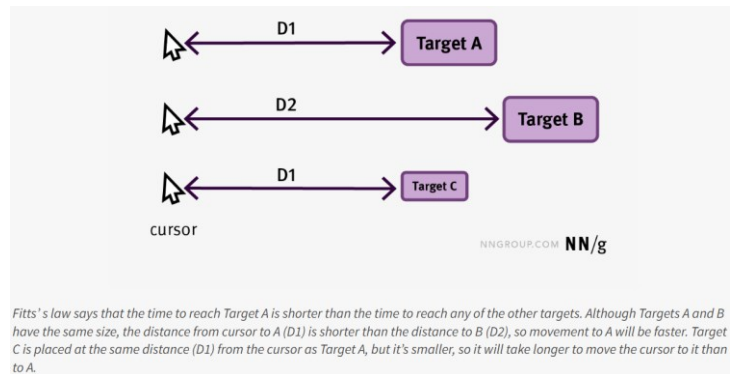 D1
Target A
D2
Target B
D1
Target C
cursor
NNGROUP.COM NN/g
Fitts's law says that the time to reach Target A is shorter than the time to reach any of the other targets. Although Targets A and B
have the same size, the distance from cursor to A (D1) is shorter than the distance to B (D2), so movement to A will be faster. Target
C is placed at the same distance (D1) from the cursor as Target A, but it's smaller, so it will take longer to move the cursor to it than
to A.